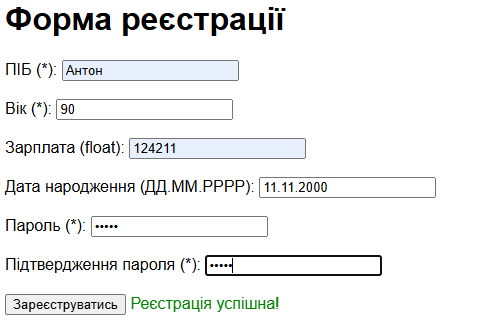 Форма реєстрації
ПІБ (*): Антон
Вік (*): 90
Зарплата (float): 124211
Дата народження (ДД.ММ.РРРР): 11.11.2000
Пароль (*): •••••
Підтвердження пароля (*): •••••
Зареєструватись Реєстрація успішна!